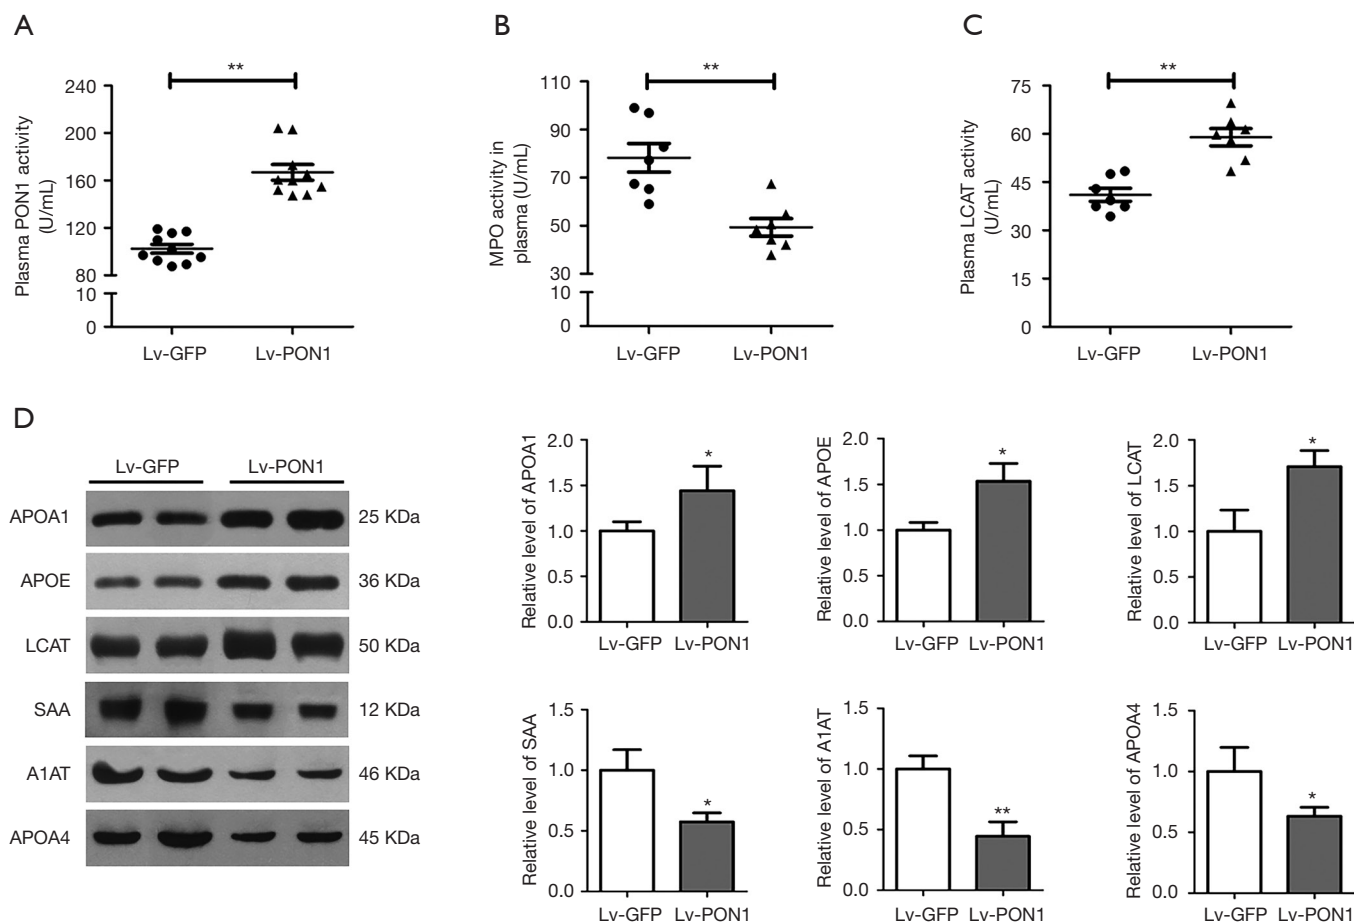 A
**
Plasma PON1 activity
(U/mL)
240
200
160
120
80
10
0
Lv-GFP Lv-PON1
B
**
MPO activity in
plasma (U/mL)
110
90
70
50
30
10
0
Lv-GFP Lv-PON1
C
**
Plasma LCAT activity
(U/mL)
75
60
45
30
15
0
Lv-GFP Lv-PON1
D
Lv-GFP Lv-PON1
APOA1 25 KDa
APOE 36 KDa
LCAT 50 KDa
SAA 12 KDa
A1AT 46 KDa
APOA4 45 KDa
Relative level of APOA1
2.0
1.5
1.0
0.5
0.0
*
Lv-GFP Lv-PON1
Relative level of APOE
2.0
1.5
1.0
0.5
0.0
*
Lv-GFP Lv-PON1
Relative level of LCAT
2.0
1.5
1.0
0.5
0.0
*
Lv-GFP Lv-PON1
Relative level of SAA
1.5
1.0
0.5
0.0
*
Lv-GFP Lv-PON1
Relative level of A1AT
1.5
1.0
0.5
0.0
**
Lv-GFP Lv-PON1
Relative level of APOA4
1.5
1.0
0.5
0.0
*
Lv-GFP Lv-PON1